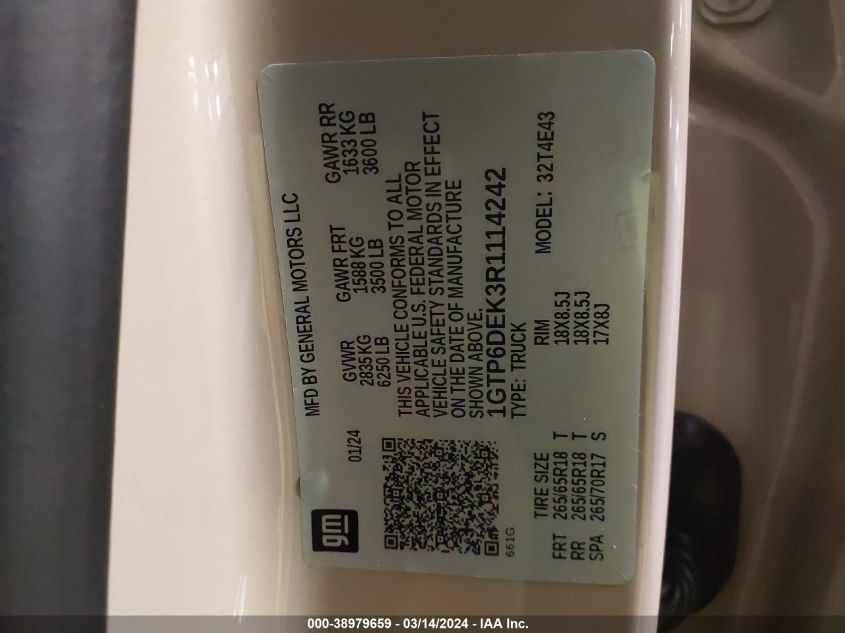 gm
MFD BY GENERAL MOTORS LLC
01/24
GVWR GAWR FRT GAWR RR
2835 KG 1588 KG 1633 KG
6250 LB 3500 LB 3600 LB
THIS VEHICLE CONFORMS TO ALL
APPLICABLE U.S. FEDERAL MOTOR
VEHICLE SAFETY STANDARDS IN EFFECT
ON THE DATE OF MANUFACTURE
SHOWN ABOVE.
661G
1GTP6DEK3R1114242
TYPE: TRUCK
MODEL: 32T4E43
TIRE SIZE RIM
FRT 265/65R18 T 18X8.5J
RR 265/65R18 T 18X8.5J
SPA 265/70R17 S 17X8J
000-38979659 / 03/14/2024 - IAA Inc.